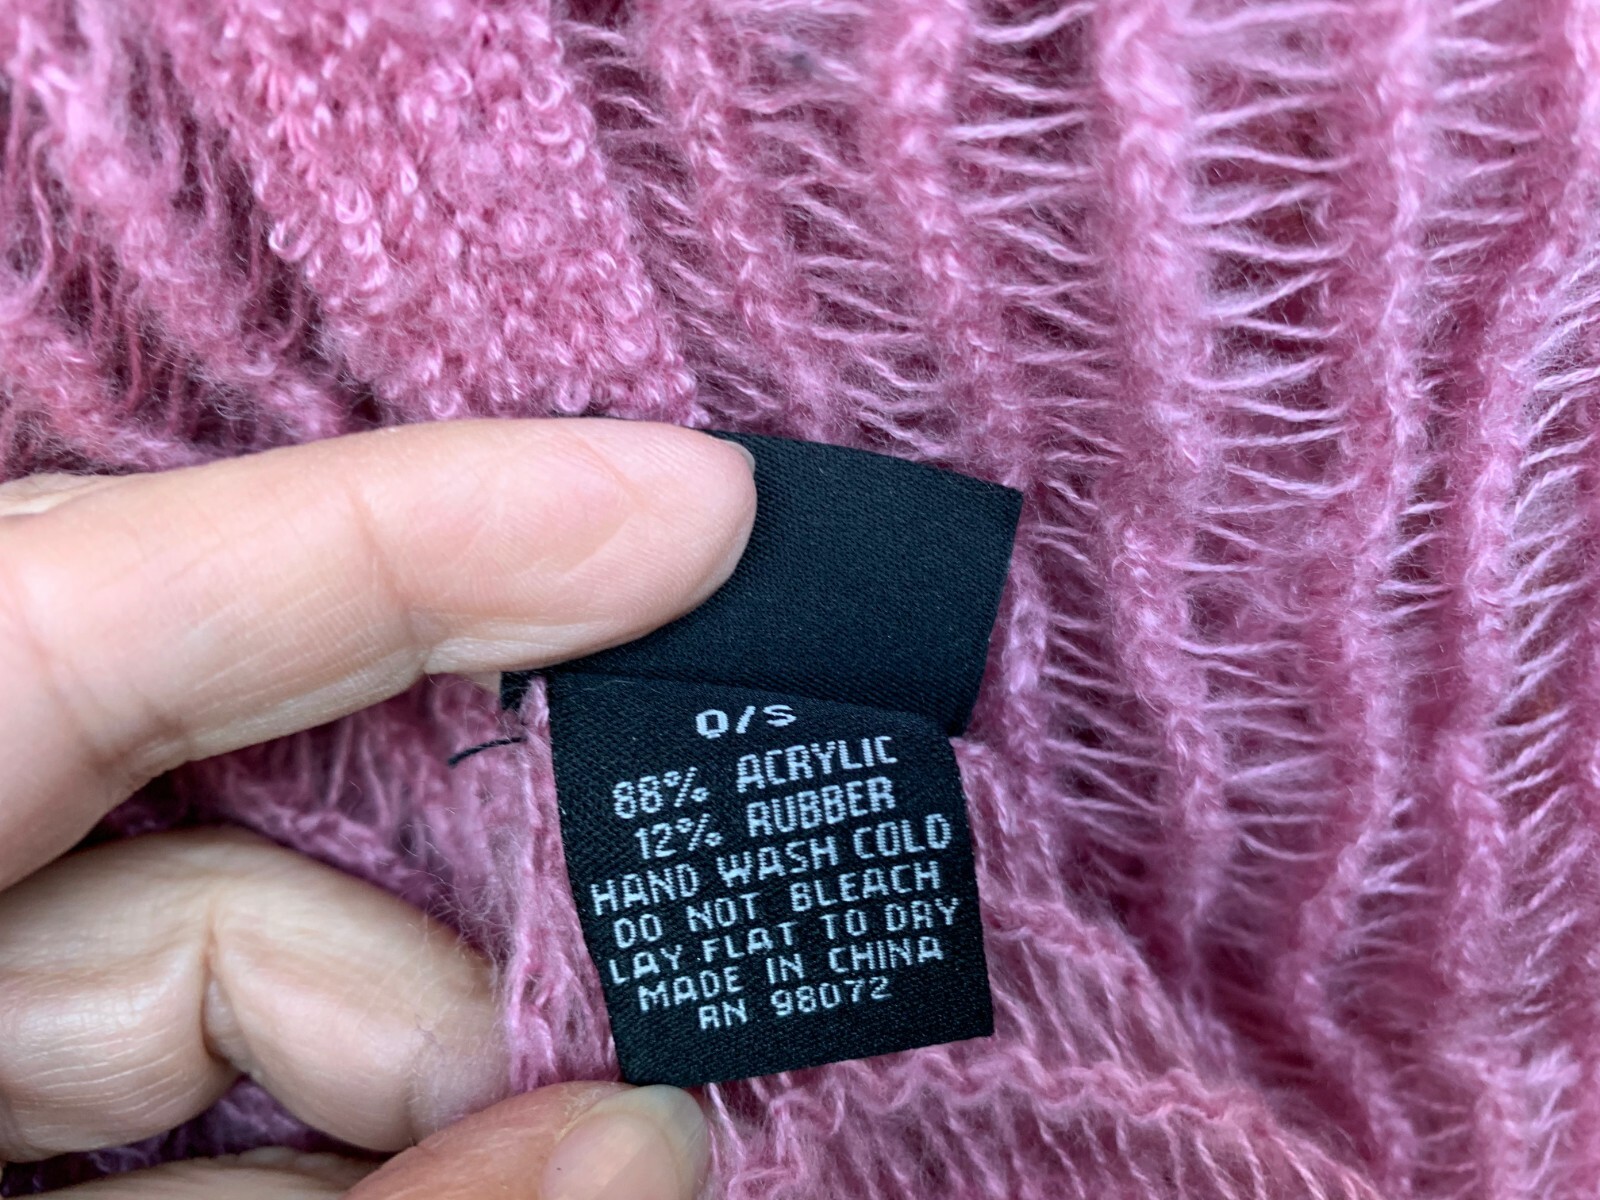 O/S
88% ACRYLIC
12% RUBBER
HAND WASH COLD
DO NOT BLEACH
LAY FLAT TO DRY
MADE IN CHINA
RN 98072